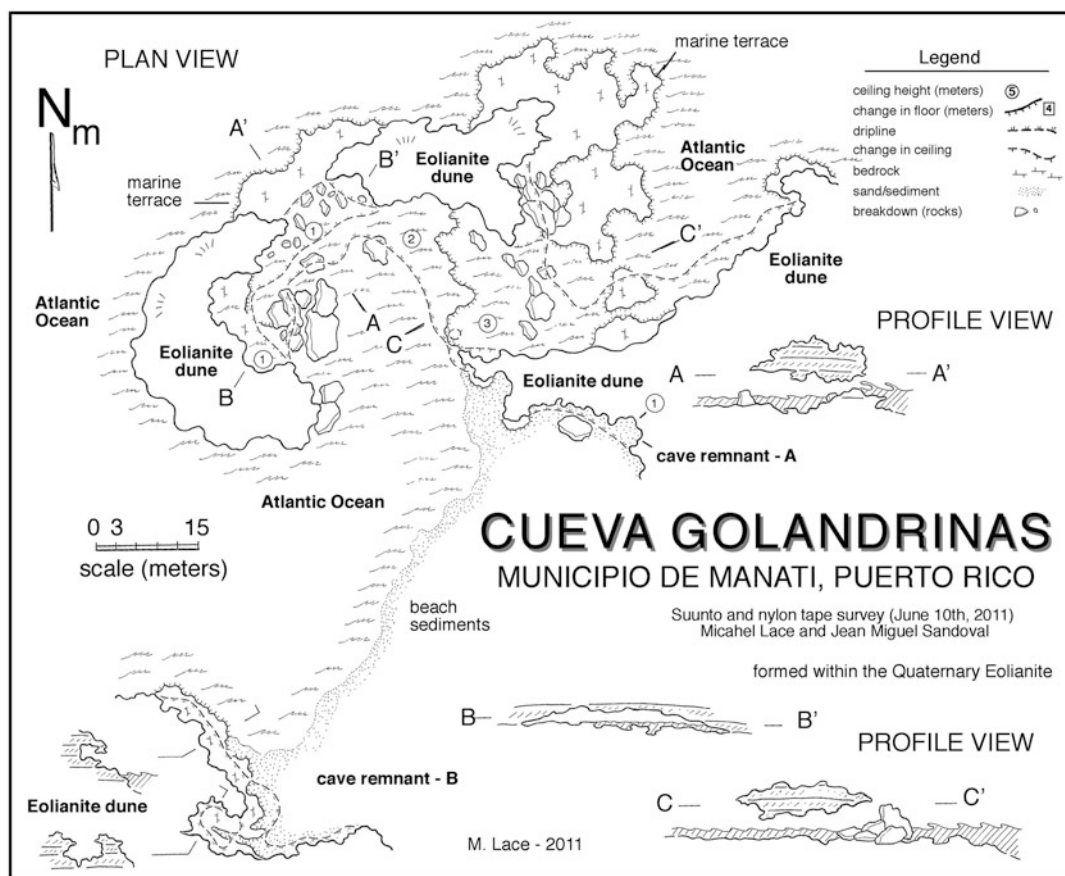 PLAN VIEW
marine terrace
Legend
ceiling height (meters) 5
change in floor (meters) 4
dripline
change in ceiling
bedrock
sand/sediment
breakdown (rocks)
Nm
A'
B'
Eolianite dune
Atlantic Ocean
marine terrace
1
2
C'
Eolianite dune
Atlantic Ocean
A
C
3
PROFILE VIEW
Eolianite dune
1
B
Eolianite dune
A
A'
1
cave remnant - A
Atlantic Ocean
0 3 15
scale (meters)
CUEVA GOLANDRINAS
MUNICIPIO DE MANATI, PUERTO RICO
beach sediments
Suunto and nylon tape survey (June 10th, 2011)
Micahel Lace and Jean Miguel Sandoval
formed within the Quaternary Eolianite
B
B'
PROFILE VIEW
cave remnant - B
Eolianite dune
C
C'
M. Lace - 2011